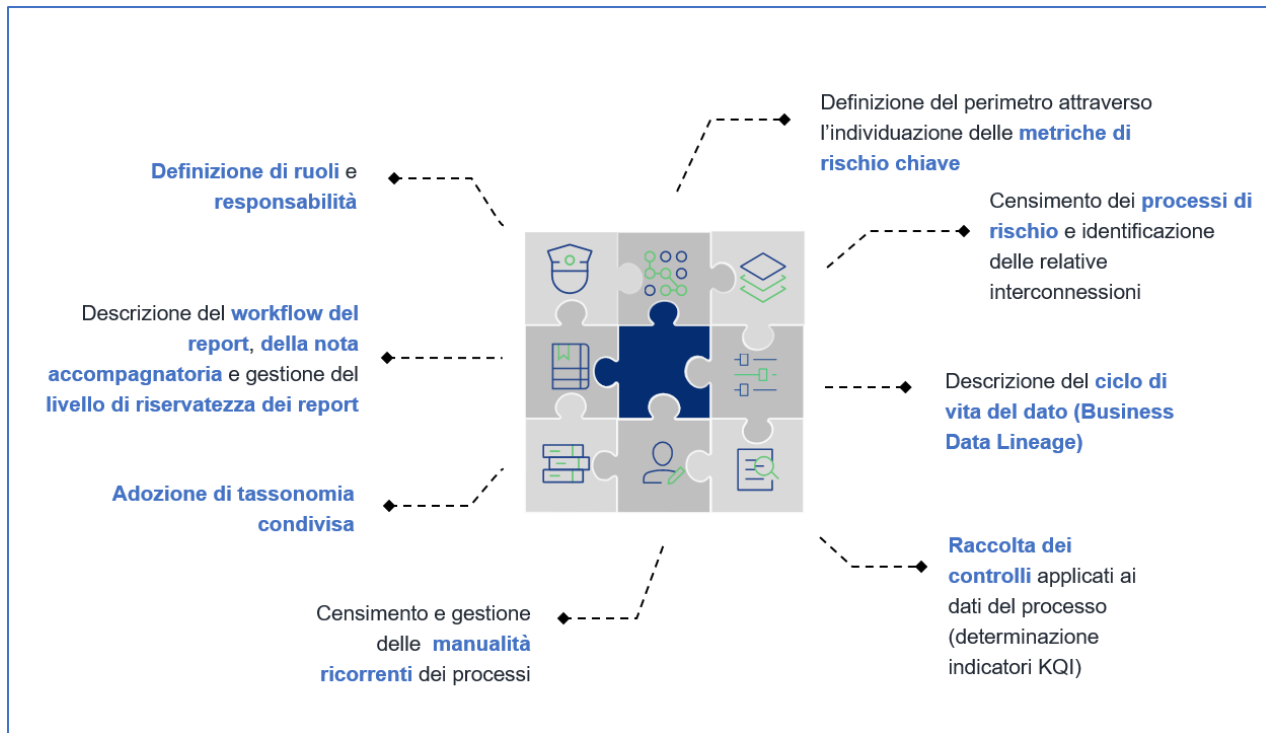 Definizione del perimetro attraverso
l’individuazione delle metriche di
rischio chiave
Definizione di ruoli e
responsabilità
Censimento dei processi di
rischio e identificazione
delle relative
interconnessioni
Descrizione del workflow del
report, della nota
accompagnatoria e gestione del
livello di riservatezza dei report
Descrizione del ciclo di
vita del dato (Business
Data Lineage)
Adozione di tassonomia
condivisa
Raccolta dei
controlli applicati ai
dati del processo
(determinazione
indicatori KQI)
Censimento e gestione
delle manualità
ricorrenti dei processi